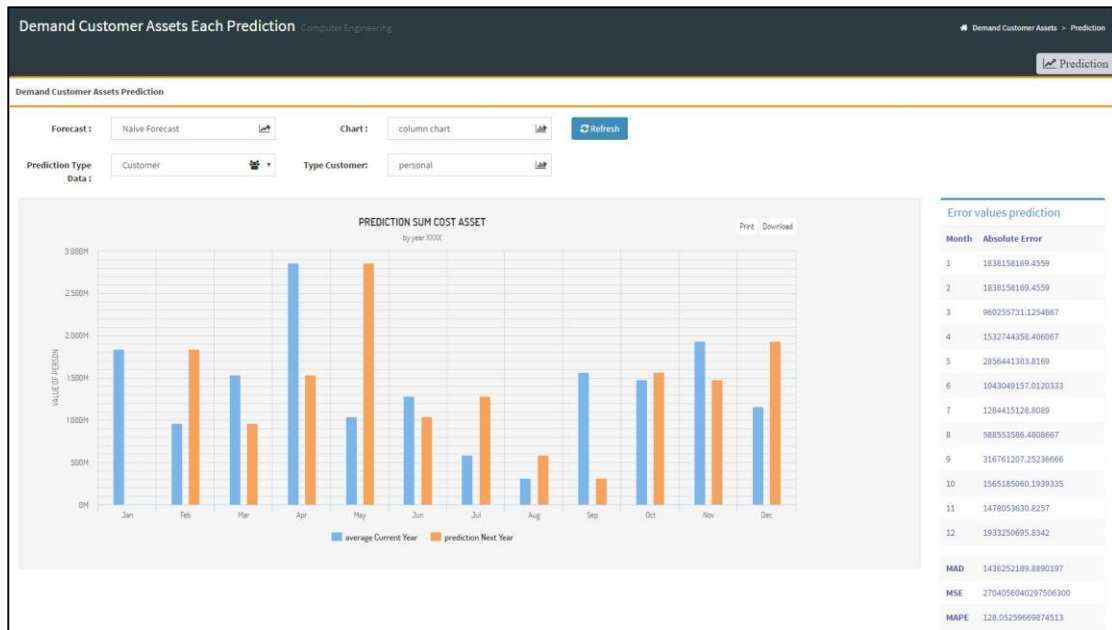 Demand Customer Assets Each Prediction Computer Engineering
Demand Customer Assets > Prediction
Prediction
Demand Customer Assets Prediction
Forecast : Naive Forecast Chart : column chart Refresh
Prediction Type Data : Customer Type Customer: personal
PREDICTION SUM COST ASSET
by year XXXX
Print Download
VALUE OF PERSON
3 000M
2 500M
2 000M
1 500M
1 000M
500M
0M
Jan Feb Mar Apr May Jun Jul Aug Sep Oct Nov Dec
average Current Year prediction Next Year
Error values prediction
Month Absolute Error
1 1838158169.4559
2 1838158169.4559
3 960255731.1254667
4 1532744358.406067
5 2856441383.8169
6 1043049157.0120333
7 1284415128.8089
8 588553586.4808667
9 316761207.25236666
10 1565185060.1939335
11 1478053630.8257
12 1933250695.8342
MAD 1436252189.8890197
MSE 2704056040297506300
MAPE 128.05259669874513